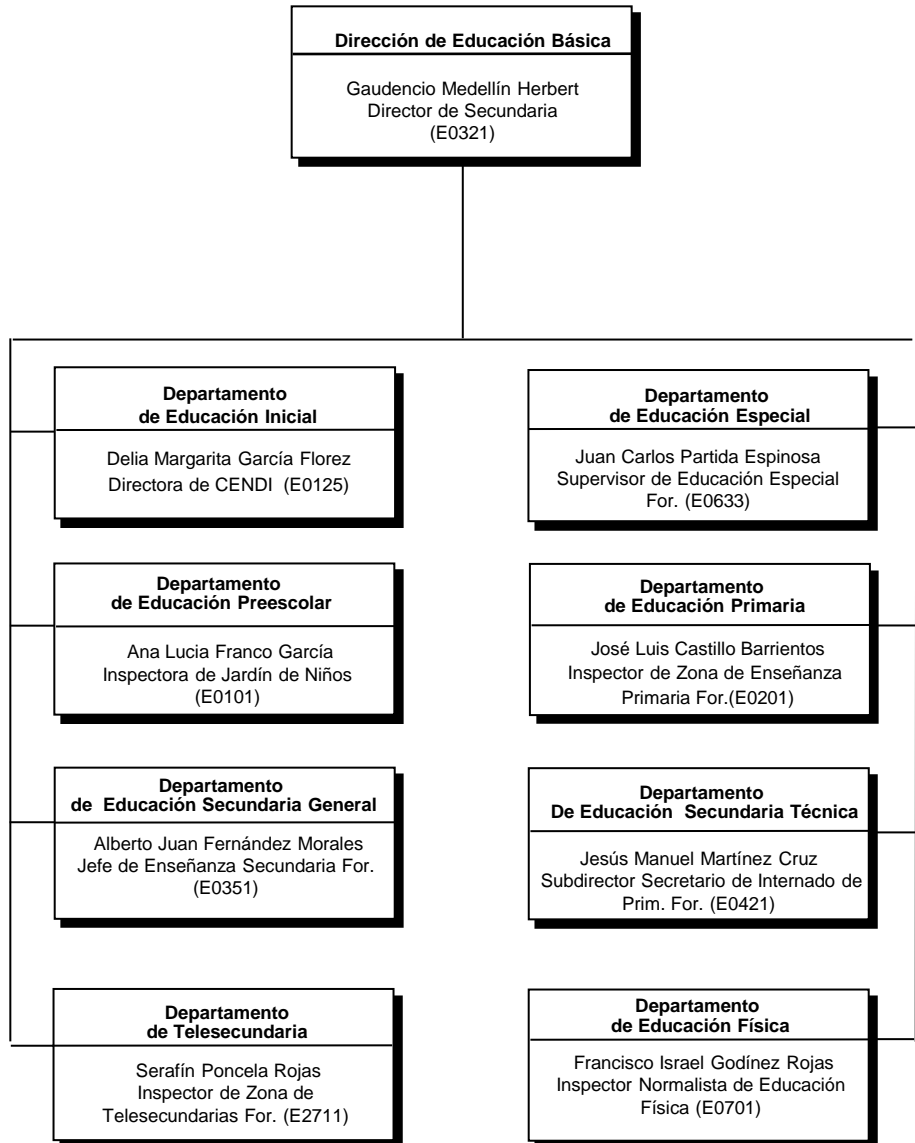 Dirección de Educación Básica
Gaudencio Medellín Herbert
Director de Secundaria
(E0321)
Departamento
de Educación Inicial
Delia Margarita García Florez
Directora de CENDI (E0125)
Departamento
de Educación Especial
Juan Carlos Partida Espinosa
Supervisor de Educación Especial
For. (E0633)
Departamento
de Educación Preescolar
Ana Lucia Franco García
Inspectora de Jardín de Niños
(E0101)
Departamento
de Educación Primaria
José Luis Castillo Barrientos
Inspector de Zona de Enseñanza
Primaria For.(E0201)
Departamento
de Educación Secundaria General
Alberto Juan Fernández Morales
Jefe de Enseñanza Secundaria For.
(E0351)
Departamento
De Educación Secundaria Técnica
Jesús Manuel Martínez Cruz
Subdirector Secretario de Internado de
Prim. For. (E0421)
Departamento
de Telesecundaria
Serafín Poncela Rojas
Inspector de Zona de
Telesecundarias For. (E2711)
Departamento
de Educación Física
Francisco Israel Godínez Rojas
Inspector Normalista de Educación
Física (E0701)